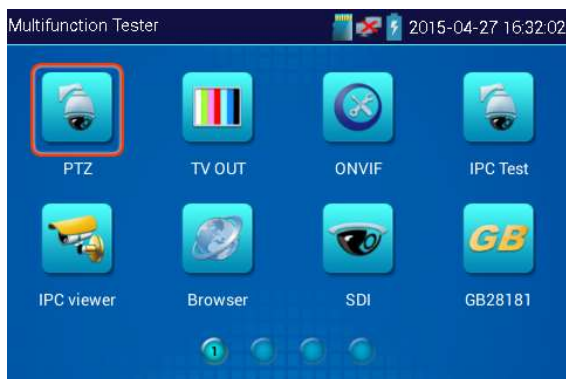 Multifunction Tester 2015-04-27 16:32:02
PTZ TV OUT ONVIF IPC Test
GB
IPC viewer Browser SDI GB28181
1